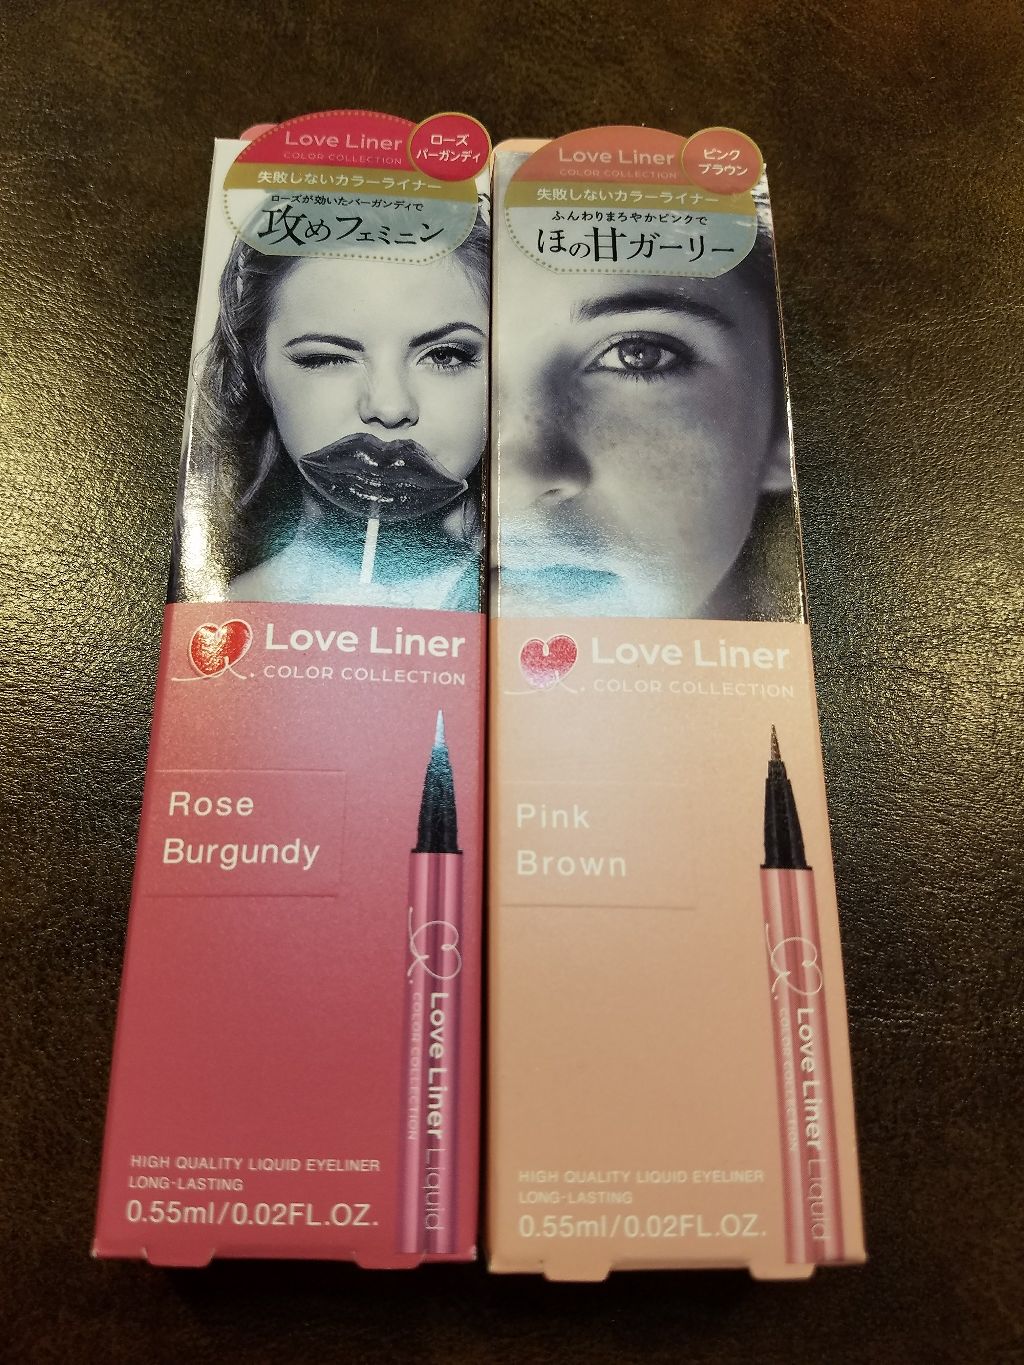 Love Liner
COLOR COLLECTION
ローズ
バーガンディ
失敗しないカラーライナー
ローズが効いたバーガンディで
攻めフェミニン
Love Liner
COLOR COLLECTION
Rose
Burgundy
Love Liner Liquid
COLOR COLLECTION
HIGH QUALITY LIQUID EYELINER
LONG-LASTING
0.55ml/0.02FL.OZ.
Love Liner
COLOR COLLECTION
ピンク
ブラウン
失敗しないカラーライナー
ふんわりまろやかピンクで
ほの甘ガーリー
Love Liner
COLOR COLLECTION
Pink
Brown
Love Liner Liquid
COLOR COLLECTION
HIGH QUALITY LIQUID EYELINER
LONG-LASTING
0.55ml/0.02FL.OZ.